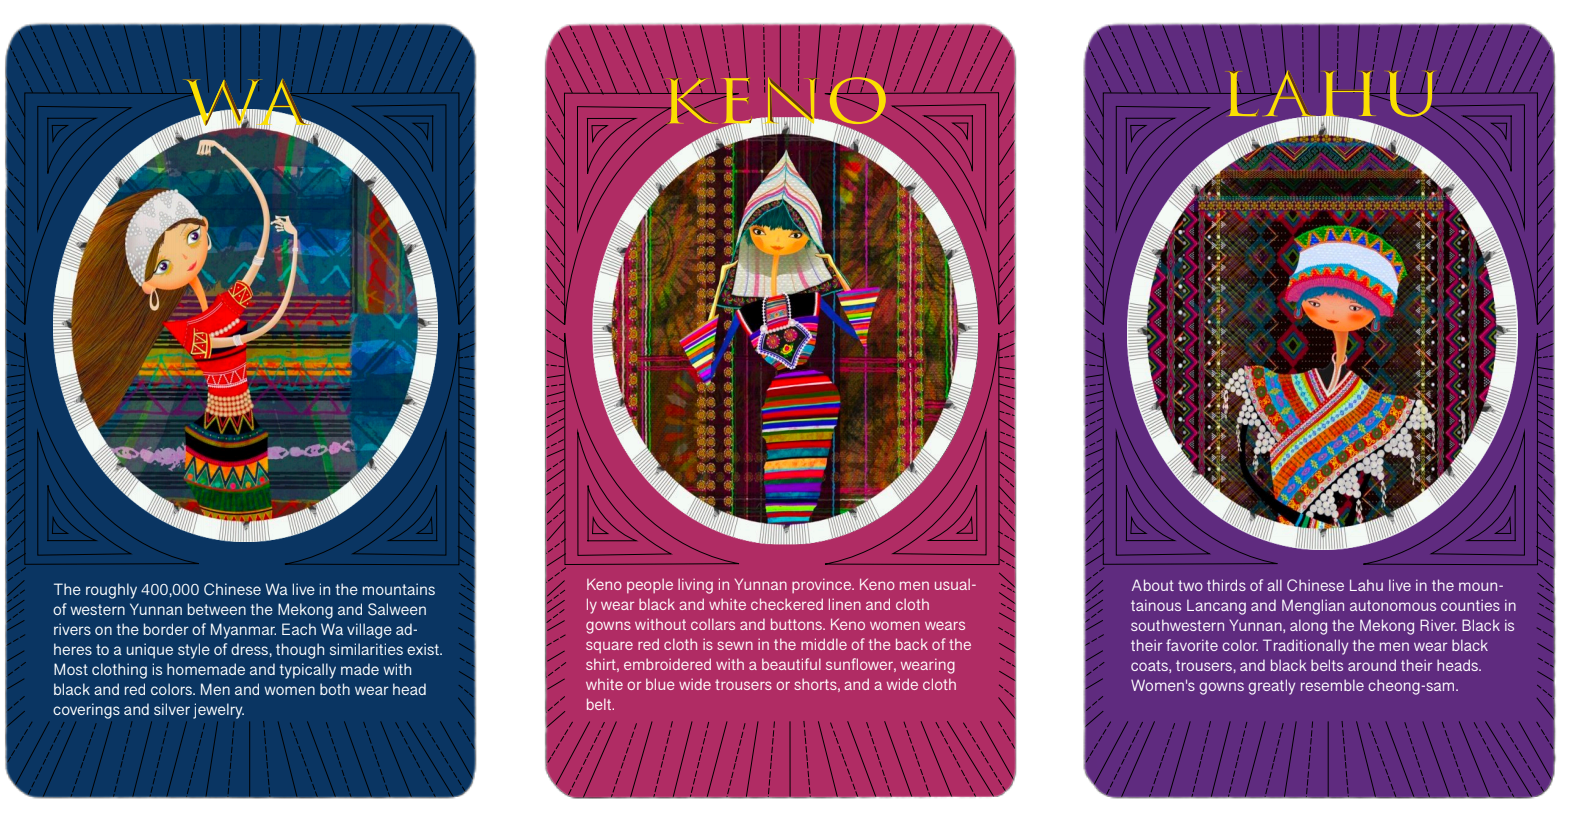 WA
The roughly 400,000 Chinese Wa live in the mountains
of western Yunnan between the Mekong and Salween
rivers on the border of Myanmar. Each Wa village ad-
heres to a unique style of dress, though similarities exist.
Most clothing is homemade and typically made with
black and red colors. Men and women both wear head
coverings and silver jewelry.
KENO
Keno people living in Yunnan province. Keno men usual-
ly wear black and white checkered linen and cloth
gowns without collars and buttons. Keno women wears
square red cloth is sewn in the middle of the back of the
shirt, embroidered with a beautiful sunflower, wearing
white or blue wide trousers or shorts, and a wide cloth
belt.
LAHU
About two thirds of all Chinese Lahu live in the moun-
tainous Lancang and Menglian autonomous counties in
southwestern Yunnan, along the Mekong River. Black is
their favorite color. Traditionally the men wear black
coats, trousers, and black belts around their heads.
Women's gowns greatly resemble cheong-sam.